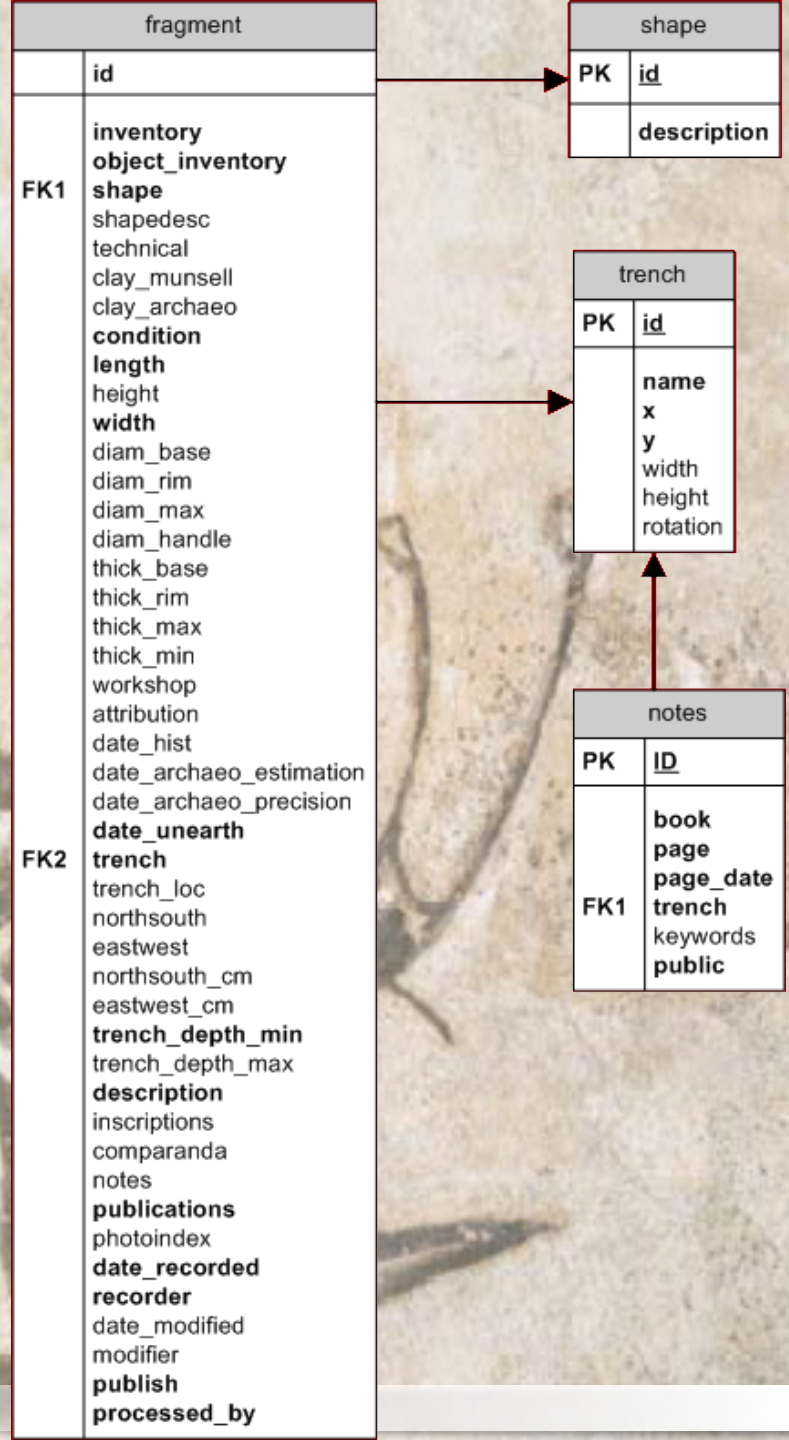 fragment
id
inventory
object_inventory
FK1 shape
shapedesc
technical
clay_munsell
clay_archaeo
condition
length
height
width
diam_base
diam_rim
diam_max
diam_handle
thick_base
thick_rim
thick_max
thick_min
workshop
attribution
date_hist
date_archaeo_estimation
date_archaeo_precision
date_unearth
FK2 trench
trench_loc
northsouth
eastwest
northsouth_cm
eastwest_cm
trench_depth_min
trench_depth_max
description
inscriptions
comparanda
notes
publications
photoindex
date_recorded
recorder
date_modified
modifier
publish
processed_by
shape
PK id
description
trench
PK id
name
x
y
width
height
rotation
notes
PK ID
book
page
page_date
FK1 trench
keywords
public